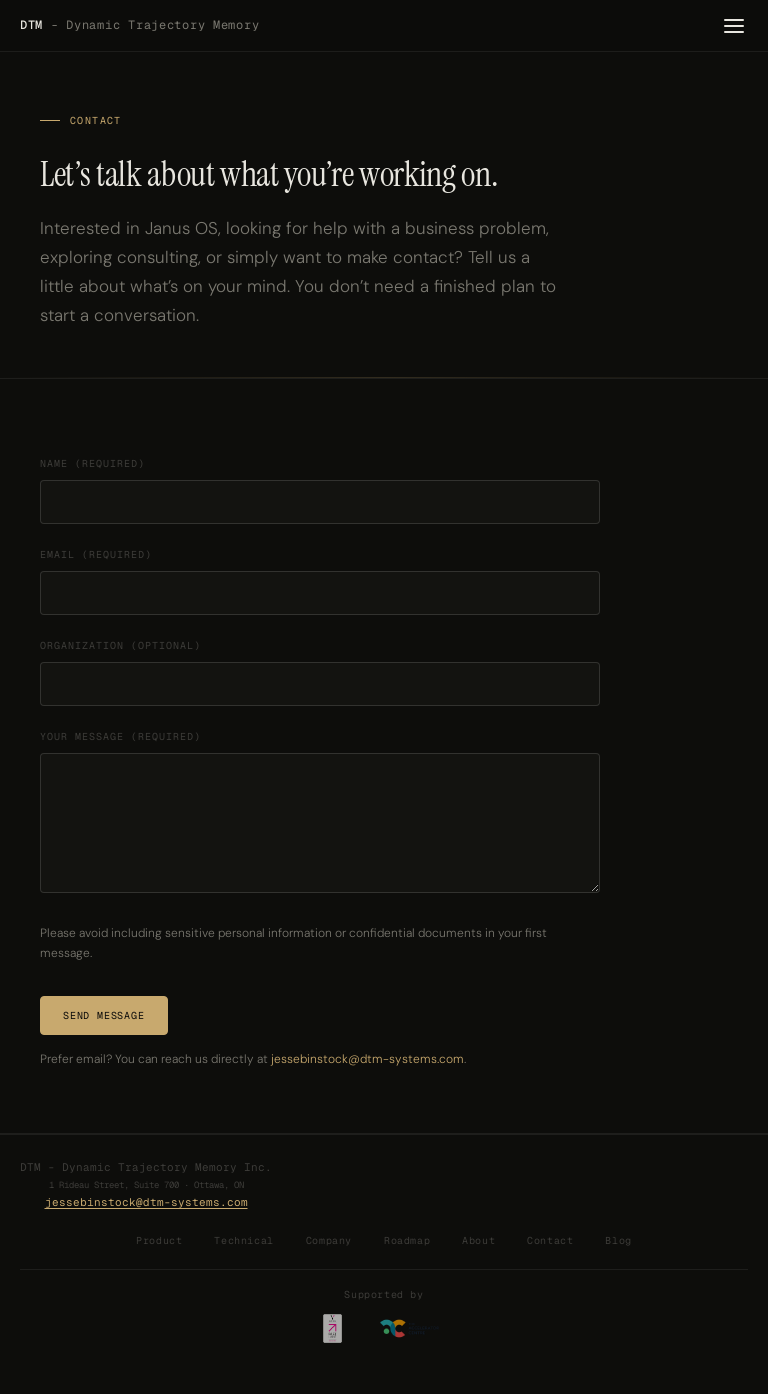 DTM – Dynamic Trajectory Memory
CONTACT
Let’s talk about what you’re working on.
Interested in Janus OS, looking for help with a business problem,
exploring consulting, or simply want to make contact? Tell us a
little about what’s on your mind. You don’t need a finished plan to
start a conversation.
NAME (REQUIRED)
EMAIL (REQUIRED)
ORGANIZATION (OPTIONAL)
YOUR MESSAGE (REQUIRED)
Please avoid including sensitive personal information or confidential documents in your first
message.
SEND MESSAGE
Prefer email? You can reach us directly at jessebinstock@dtm-systems.com.
DTM – Dynamic Trajectory Memory Inc.
1 Rideau Street, Suite 700 · Ottawa, ON
jessebinstock@dtm-systems.com
Product Technical Company Roadmap About Contact Blog
Supported by